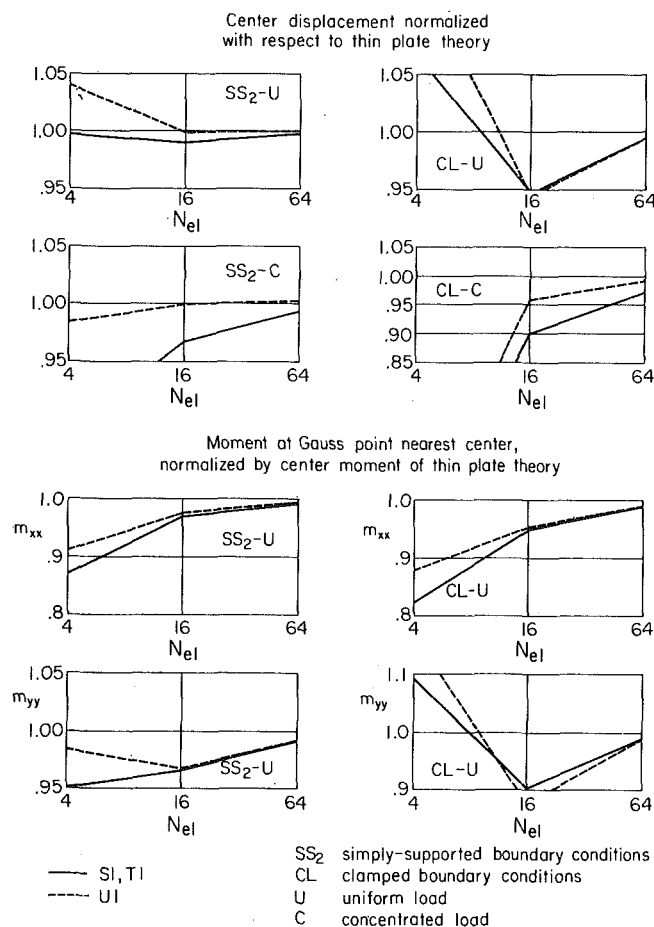 Center displacement normalized
with respect to thin plate theory
1.05
SS2-U
1.00
.95
4 16 64
Nel
1.05
1.00
CL-U
.95
4 16 64
Nel
1.05
SS2-C
1.00
.95
4 16 64
Nel
1.05
1.00
CL-C
.95
.90
.85
4 16 64
Nel
Moment at Gauss point nearest center,
normalized by center moment of thin plate theory
1.0
mxx
SS2-U
.9
.8
4 16 64
Nel
1.0
mxx
.9
CL-U
.8
4 16 64
Nel
1.05
myy
1.00
SS2-U
.95
4 16 64
Nel
1.1
myy
1.0
CL-U
.9
4 16 64
Nel
SI, TI
UI
SS2 simply-supported boundary conditions
CL clamped boundary conditions
U uniform load
C concentrated load